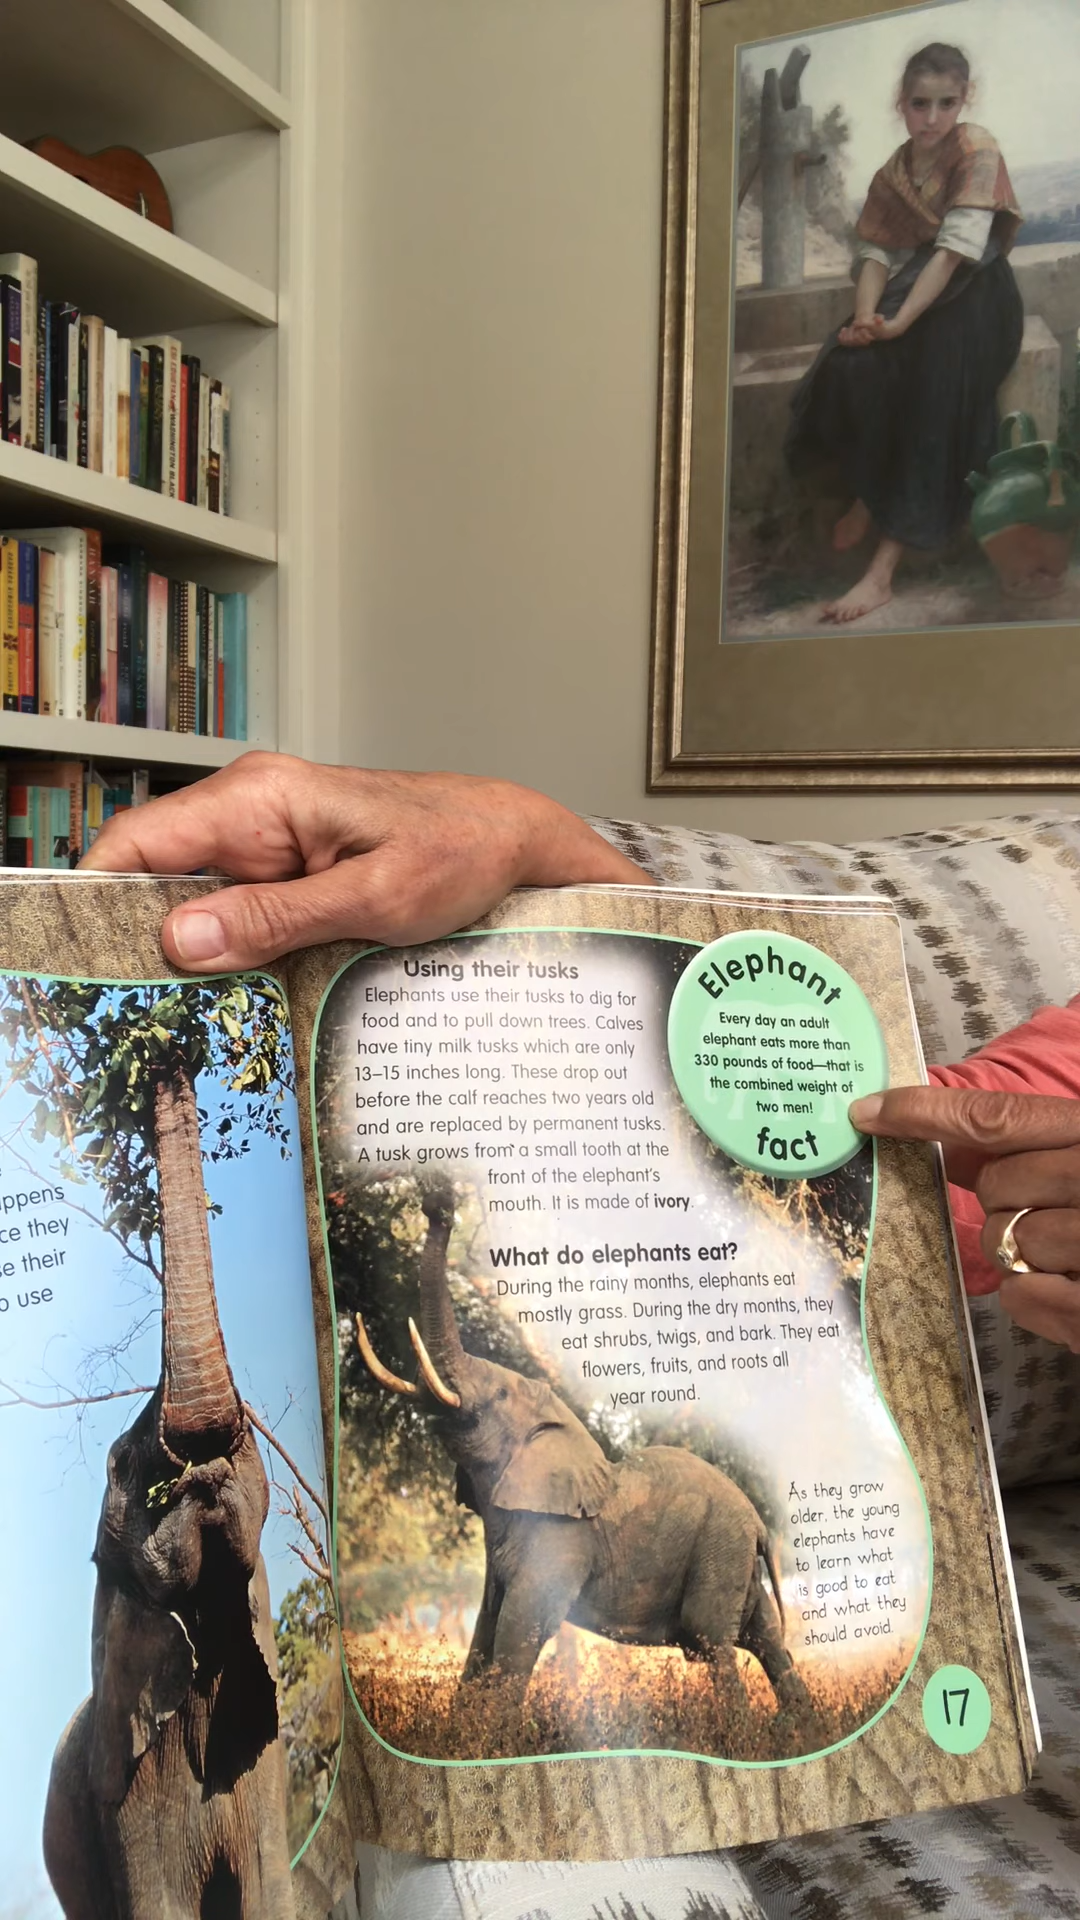 WASHINGTON BLACK
MARCH
HANNAH
appens
ce they
se their
o use
Using their tusks
Elephants use their tusks to dig for
food and to pull down trees. Calves
have tiny milk tusks which are only
13–15 inches long. These drop out
before the calf reaches two years old
and are replaced by permanent tusks.
A tusk grows from a small tooth at the
front of the elephant's
mouth. It is made of ivory.
What do elephants eat?
During the rainy months, elephants eat
mostly grass. During the dry months, they
eat shrubs, twigs, and bark. They eat
flowers, fruits, and roots all
year round.
Elephant
Every day an adult
elephant eats more than
330 pounds of food—that is
the combined weight of
two men!
fact
As they grow
older, the young
elephants have
to learn what
is good to eat
and what they
should avoid.
17